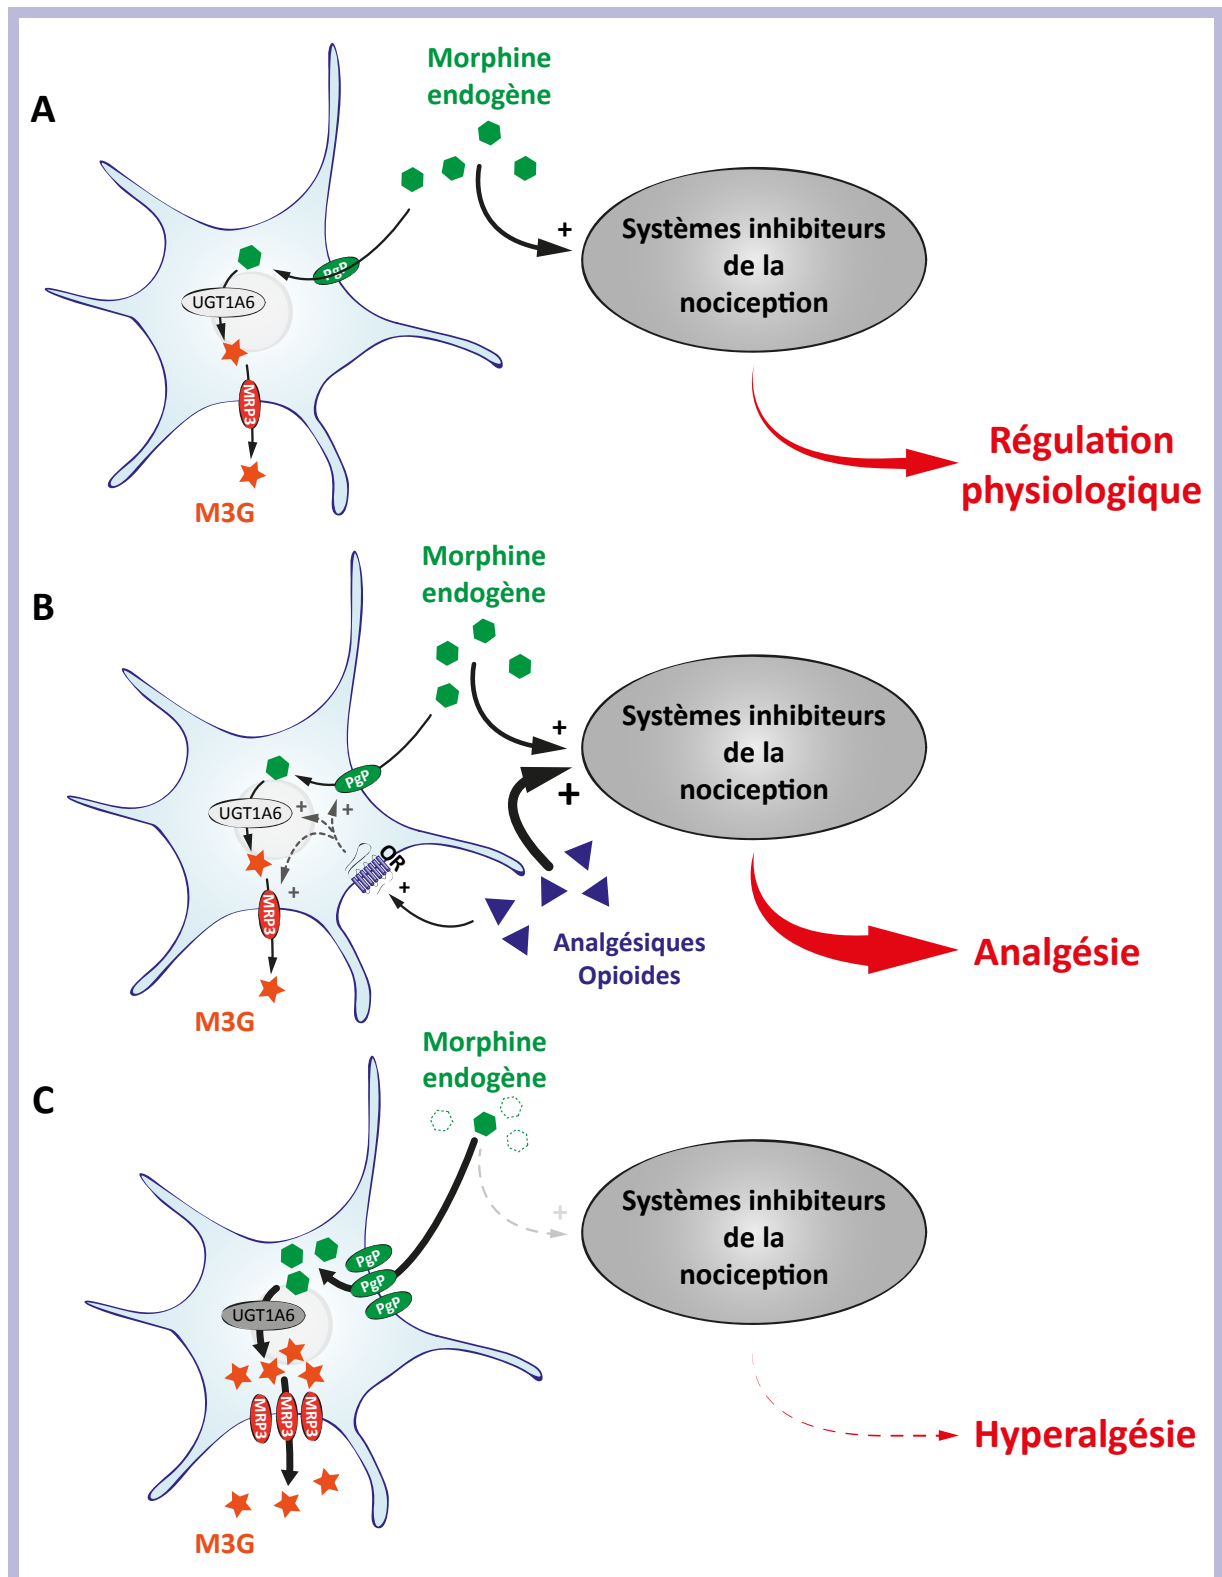 A
Morphine
endogène
PgP
UGT1A6
MRP3
M3G
+
Systèmes inhibiteurs
de la
nociception
Régulation
physiologique
B
Morphine
endogène
PgP
UGT1A6
+
+
+
MRP3
M3G
OR
+
+
+
Analgésiques
Opioides
Systèmes inhibiteurs
de la
nociception
Analgésie
C
Morphine
endogène
PgP
PgP
PgP
UGT1A6
MRP3
MRP3
MRP3
M3G
+
Systèmes inhibiteurs
de la
nociception
Hyperalgésie